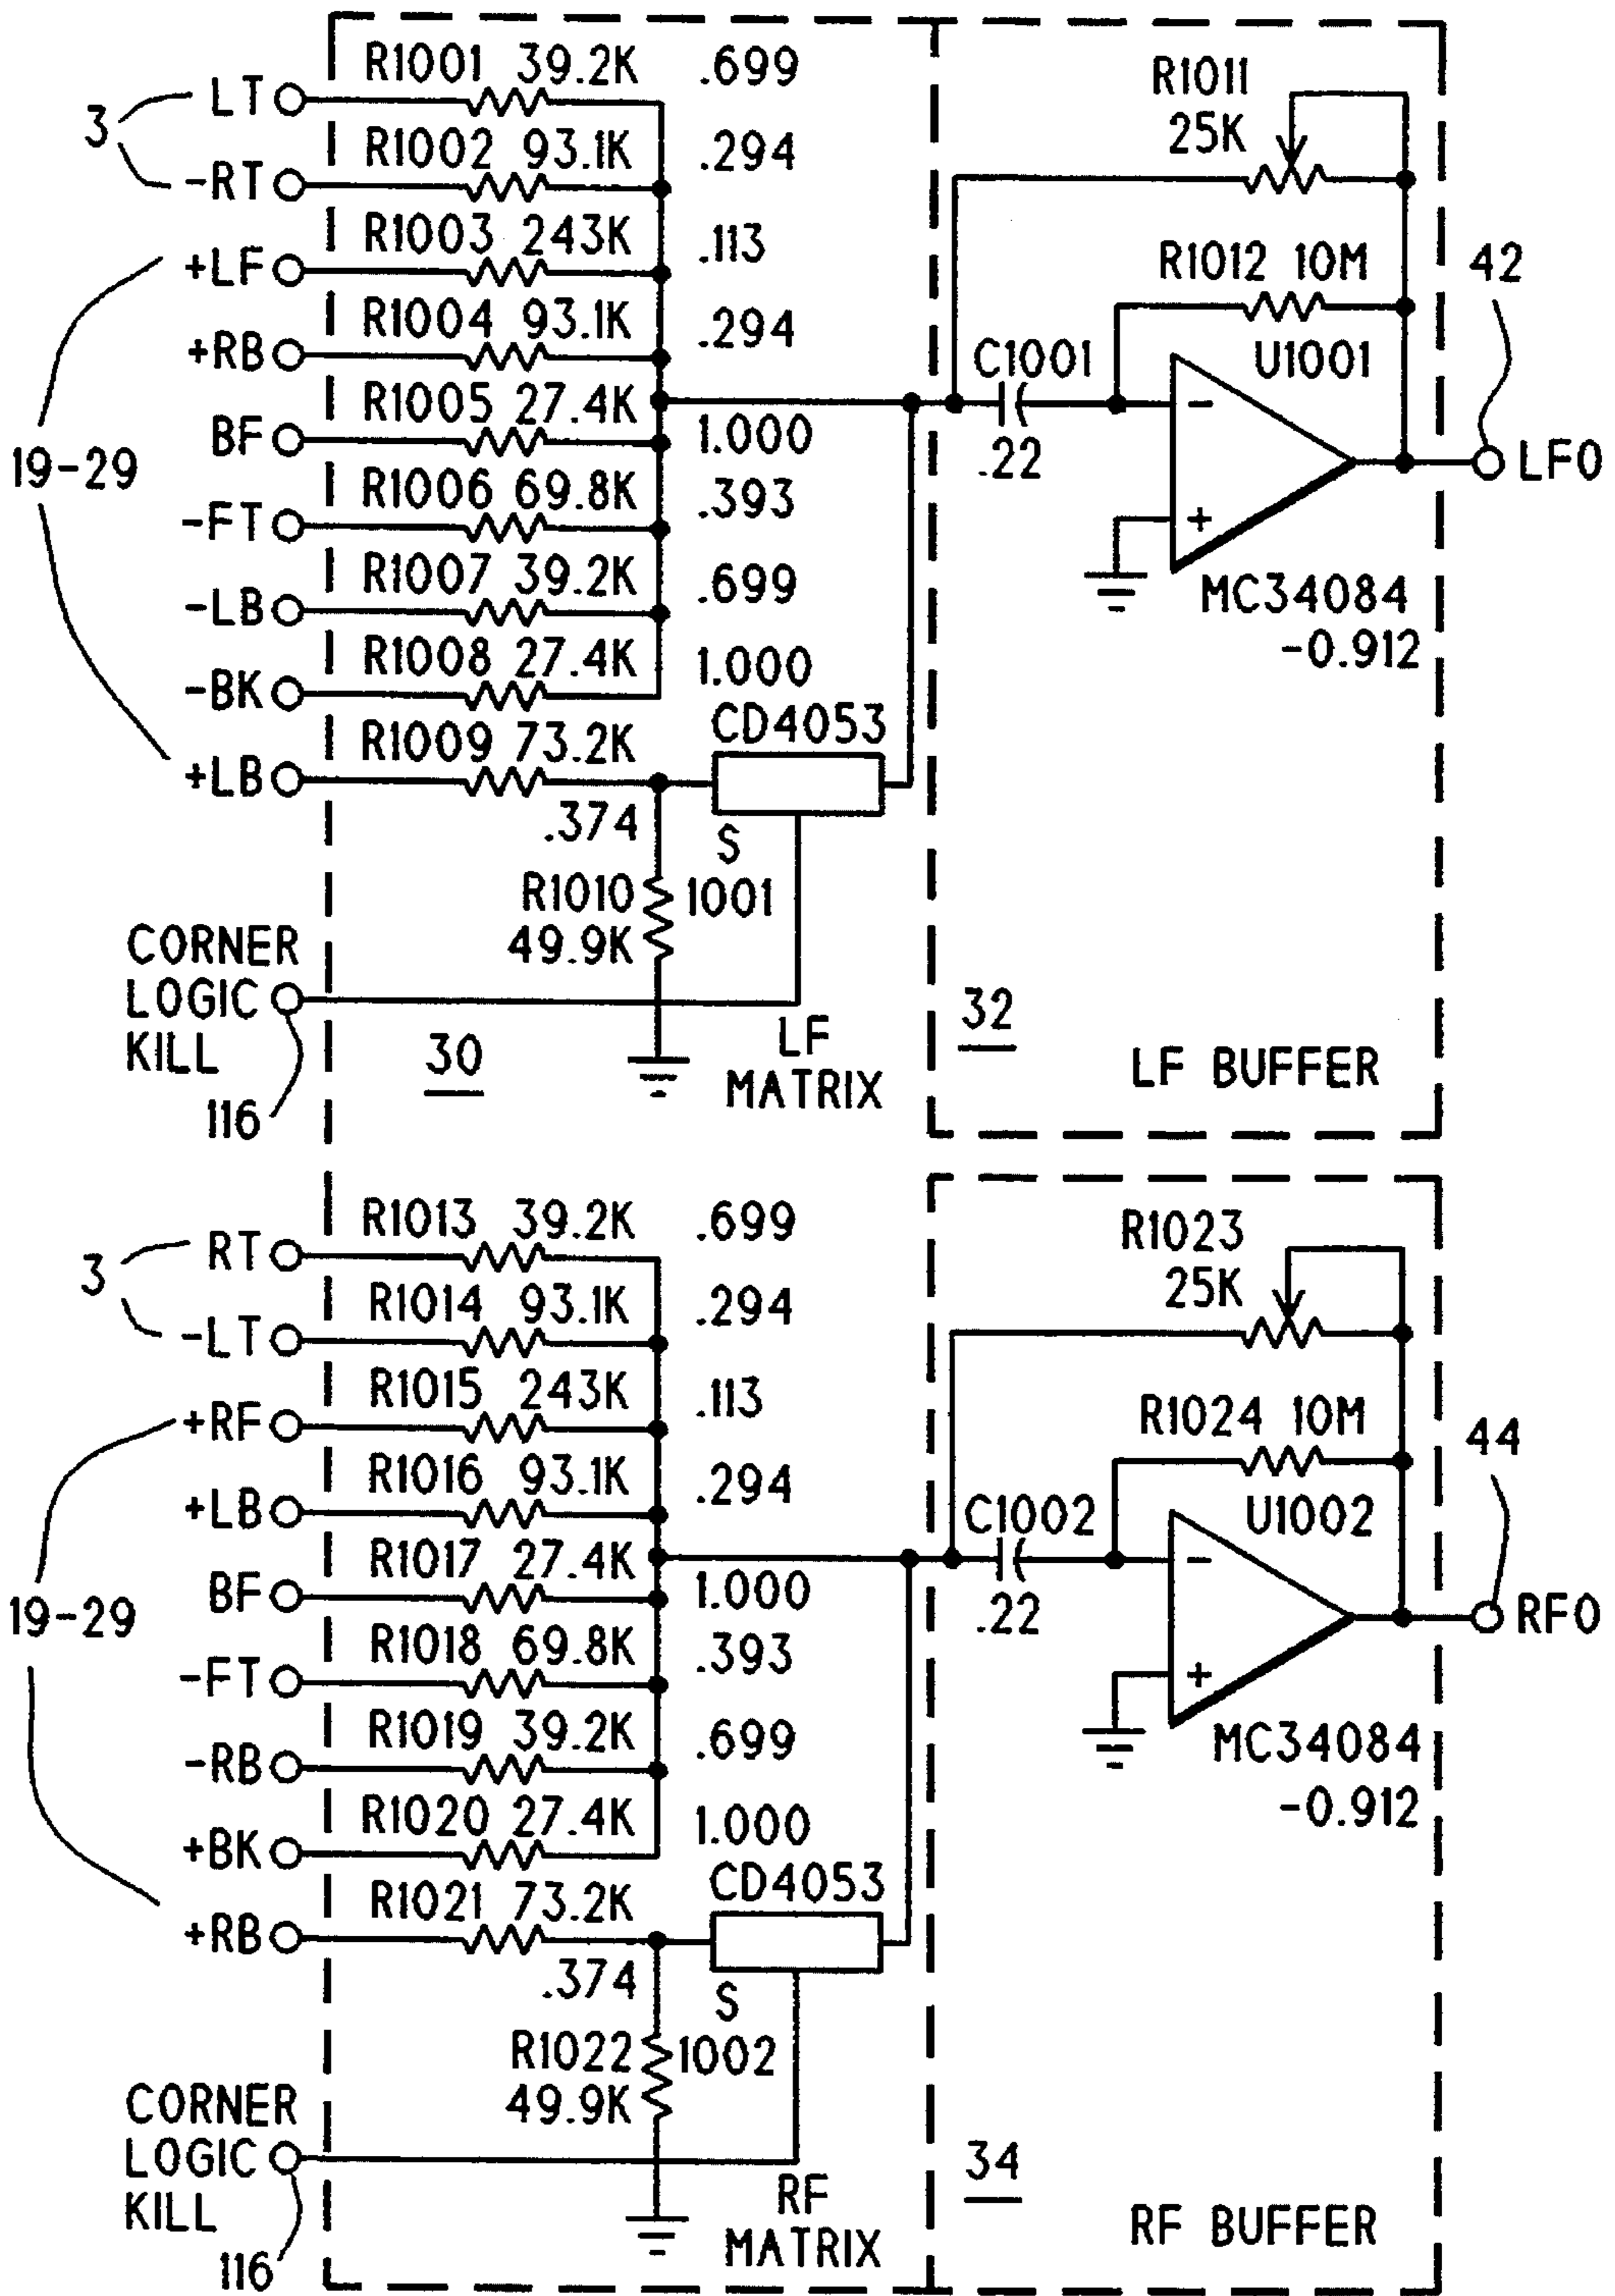 R1001 39.2K .699
LT
3
R1002 93.1K .294
-RT
R1003 243K .113
+LF
R1004 93.1K .294
+RB
R1005 27.4K 1.000
BF
19-29
R1006 69.8K .393
-FT
R1007 39.2K .699
-LB
R1008 27.4K 1.000
-BK
R1009 73.2K CD4053
+LB
.374
S
1001
R1010
49.9K
CORNER
LOGIC
KILL
116
30
LF
MATRIX
R1011
25K
R1012 10M
42
C1001
.22
U1001
-
+
LFO
MC34084
-0.912
32
LF BUFFER
R1013 39.2K .699
RT
3
R1014 93.1K .294
-LT
R1015 243K .113
+RF
R1016 93.1K .294
+LB
R1017 27.4K 1.000
BF
19-29
R1018 69.8K .393
-FT
R1019 39.2K .699
-RB
R1020 27.4K 1.000
+BK
R1021 73.2K CD4053
+RB
.374
S
1002
R1022
49.9K
CORNER
LOGIC
KILL
116
RF
MATRIX
R1023
25K
R1024 10M
44
C1002
.22
U1002
-
+
RFO
MC34084
-0.912
34
RF BUFFER